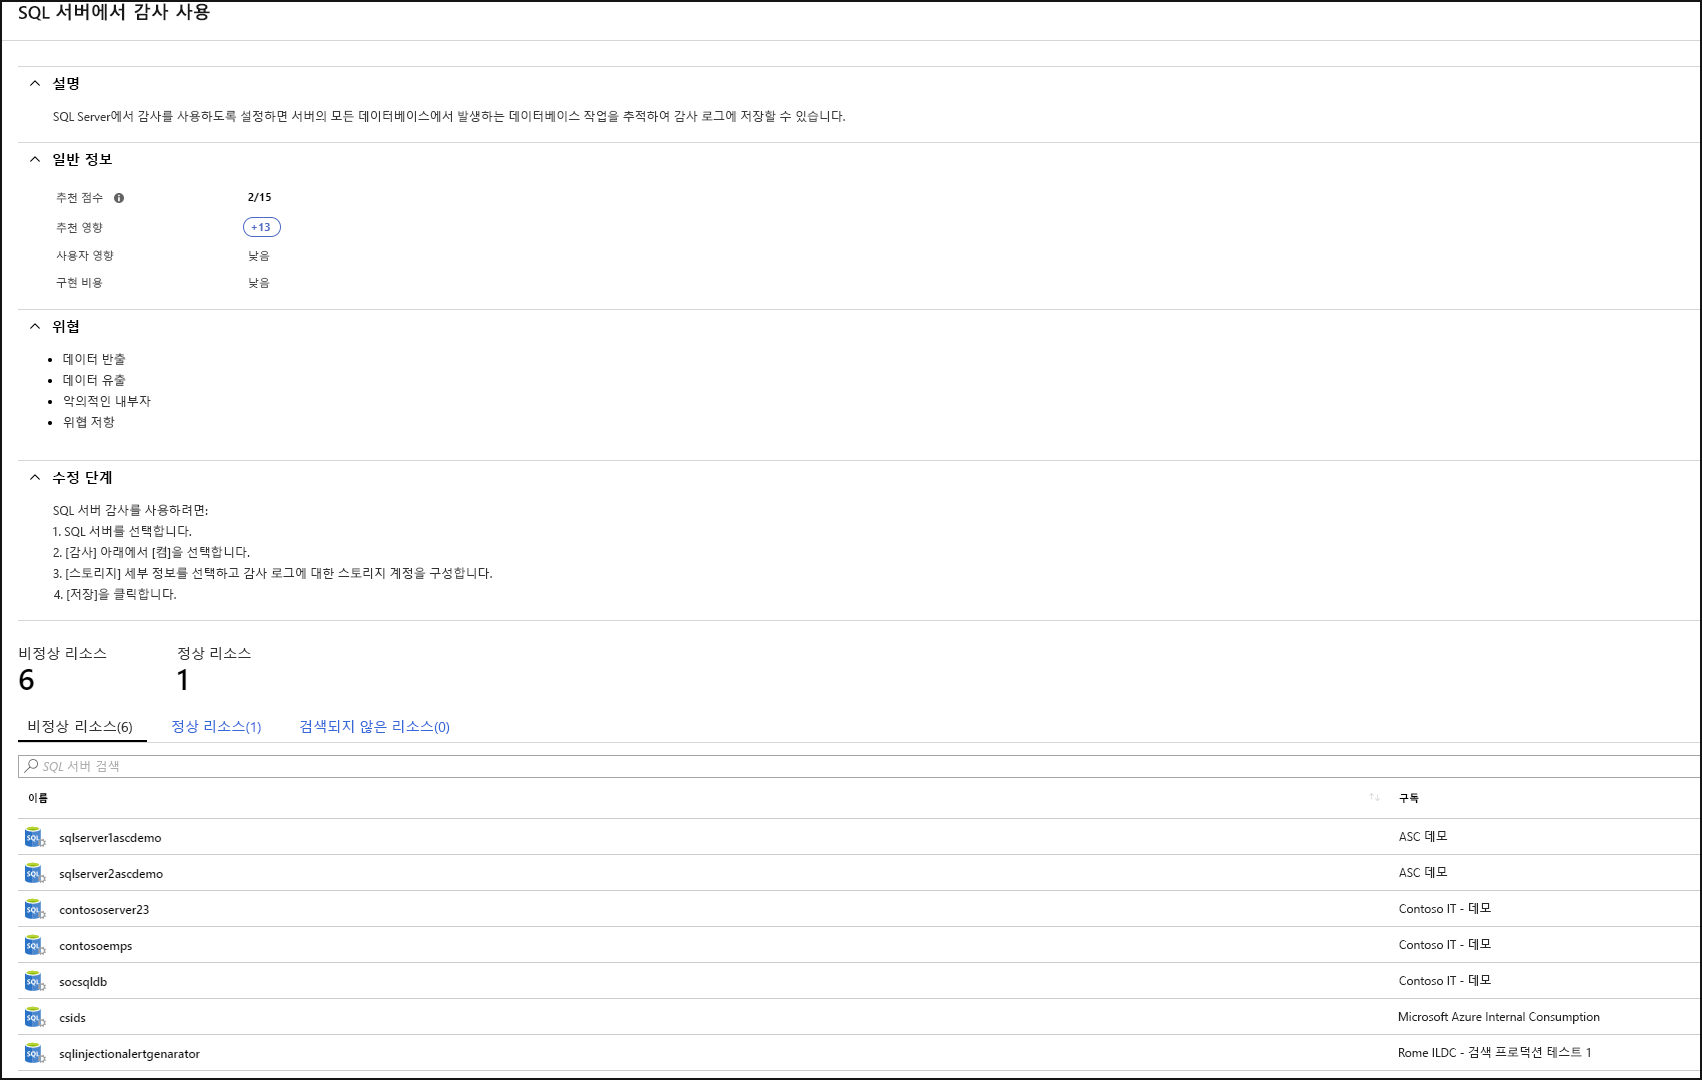 SQL 서버에서 감사 사용
설명
SQL Server에서 감사를 사용하도록 설정하면 서버의 모든 데이터베이스에서 발생하는 데이터베이스 작업을 추적하여 감사 로그에 저장할 수 있습니다.
일반 정보
추천 점수 2/15
추천 영향 +13
사용자 영향 낮음
구현 비용 낮음
위협
• 데이터 반출
• 데이터 유출
• 악의적인 내부자
• 위협 저항
수정 단계
SQL 서버 감사를 사용하려면:
1. SQL 서버를 선택합니다.
2. [감사] 아래에서 [켬]을 선택합니다.
3. [스토리지] 세부 정보를 선택하고 감사 로그에 대한 스토리지 계정을 구성합니다.
4. [저장]을 클릭합니다.
비정상 리소스 정상 리소스
6 1
비정상 리소스(6) 정상 리소스(1) 검색되지 않은 리소스(0)
SQL 서버 검색
이름 ↑↓ 구독
sqlserver1ascdemo ASC 데모
sqlserver2ascdemo ASC 데모
contososerver23 Contoso IT - 데모
contosoemps Contoso IT - 데모
socsqldb Contoso IT - 데모
csids Microsoft Azure Internal Consumption
sqlinjectionalertgenarator Rome ILDC - 검색 프로덕션 테스트 1